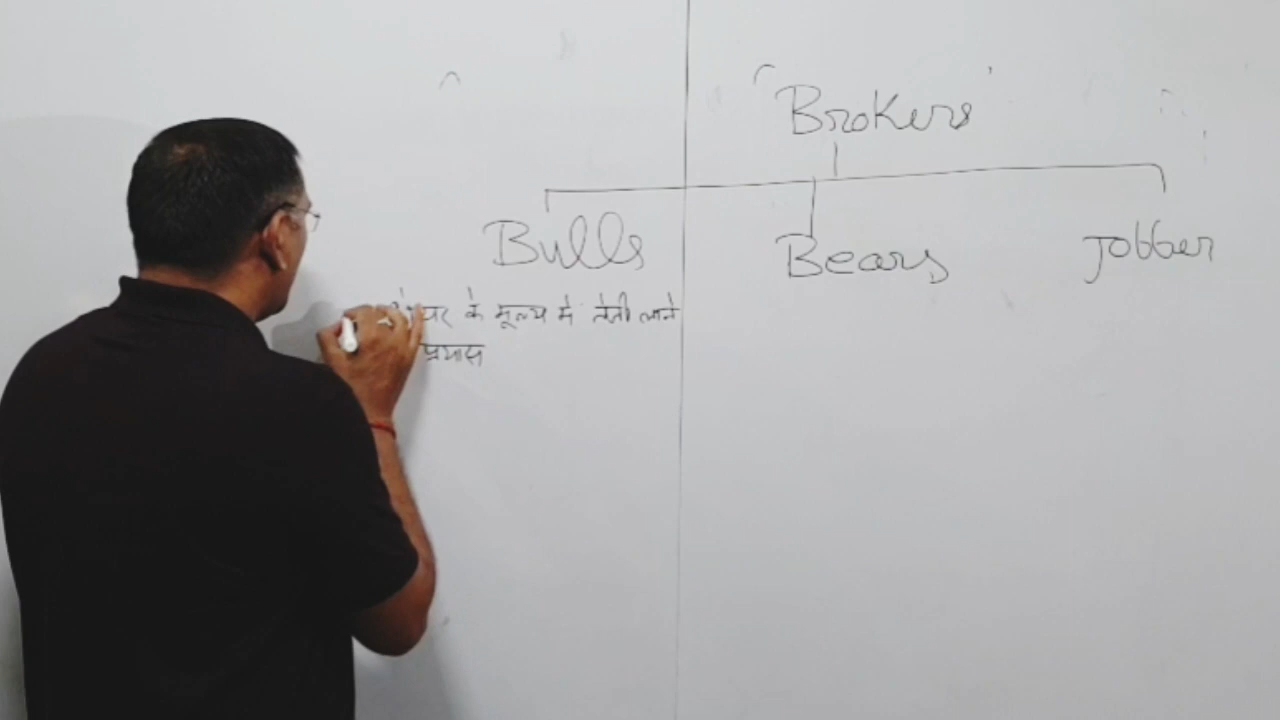 Brokers
Bulls Bears Jobber
के मूल्य में तेजी लाने
प्रयास